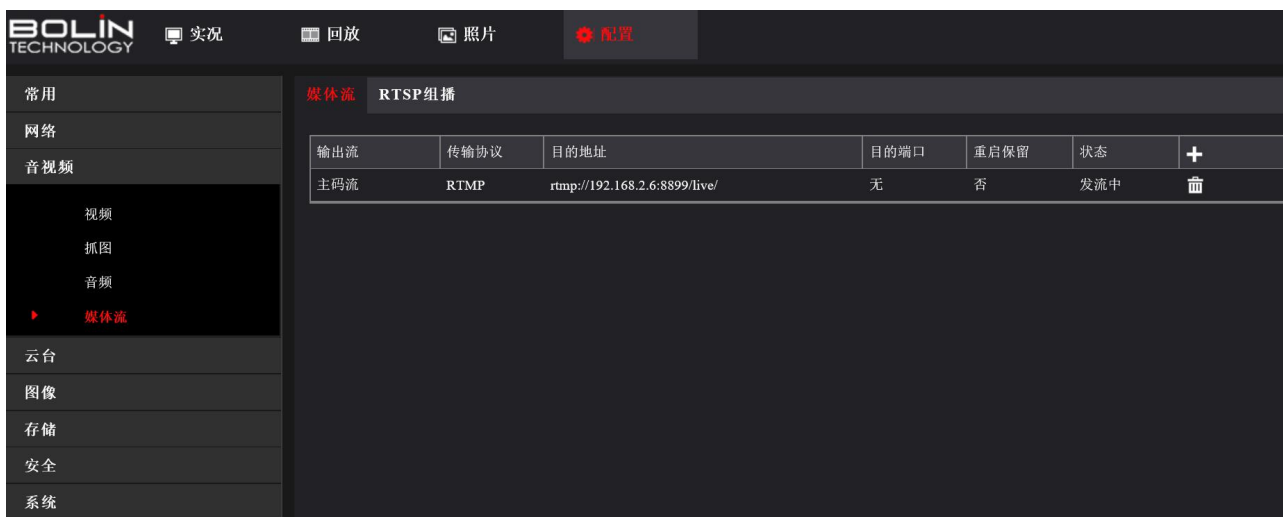 BOLIN TECHNOLOGY
实况 回放 照片 配置
常用
网络
音视频
视频
抓图
音频
媒体流
云台
图像
存储
安全
系统
媒体流 RTSP组播
输出流 传输协议 目的地址 目的端口 重启保留 状态
主码流 RTMP rtmp://192.168.2.6:8899/live/ 无 否 发流中